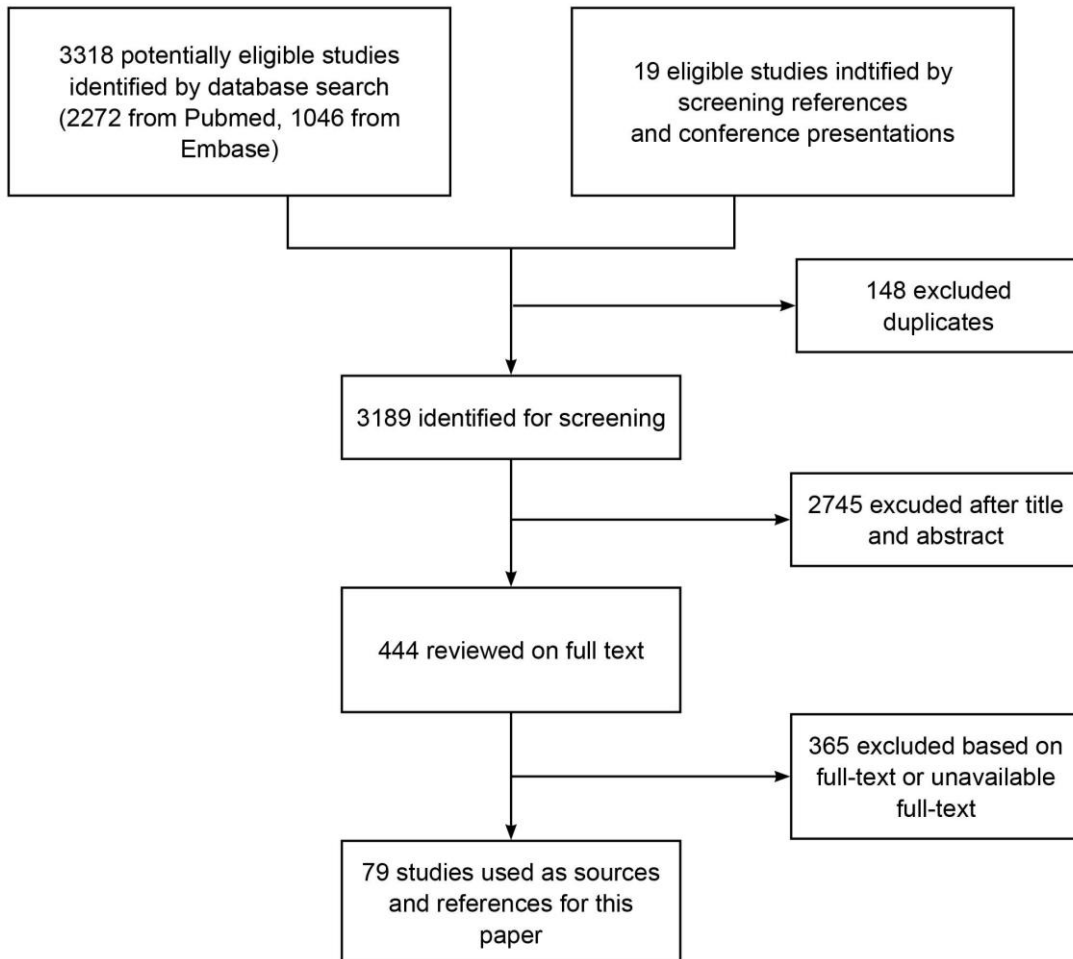 3318 potentially eligible studies
identified by database search
(2272 from Pubmed, 1046 from
Embase)
19 eligible studies indtified by
screening references
and conference presentations
148 excluded
duplicates
3189 identified for screening
2745 excuded after title
and abstract
444 reviewed on full text
365 excluded based on
full-text or unavailable
full-text
79 studies used as sources
and references for this
paper